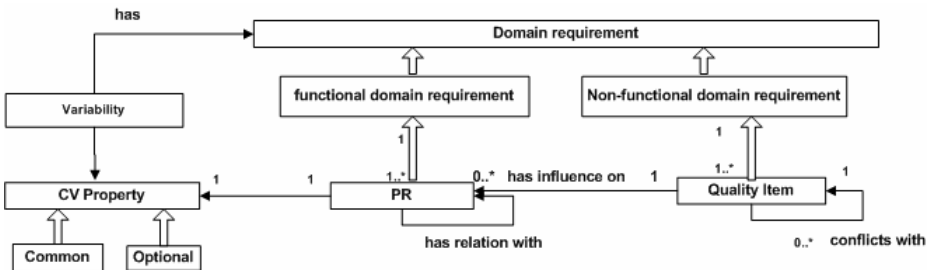 has
Domain requirement
functional domain requirement
Non-functional domain requirement
Variability
1
1
1..*
0..*
has influence on
1
1..*
1
CV Property
1
1
PR
Quality Item
has relation with
0..*
conflicts with
Common
Optional